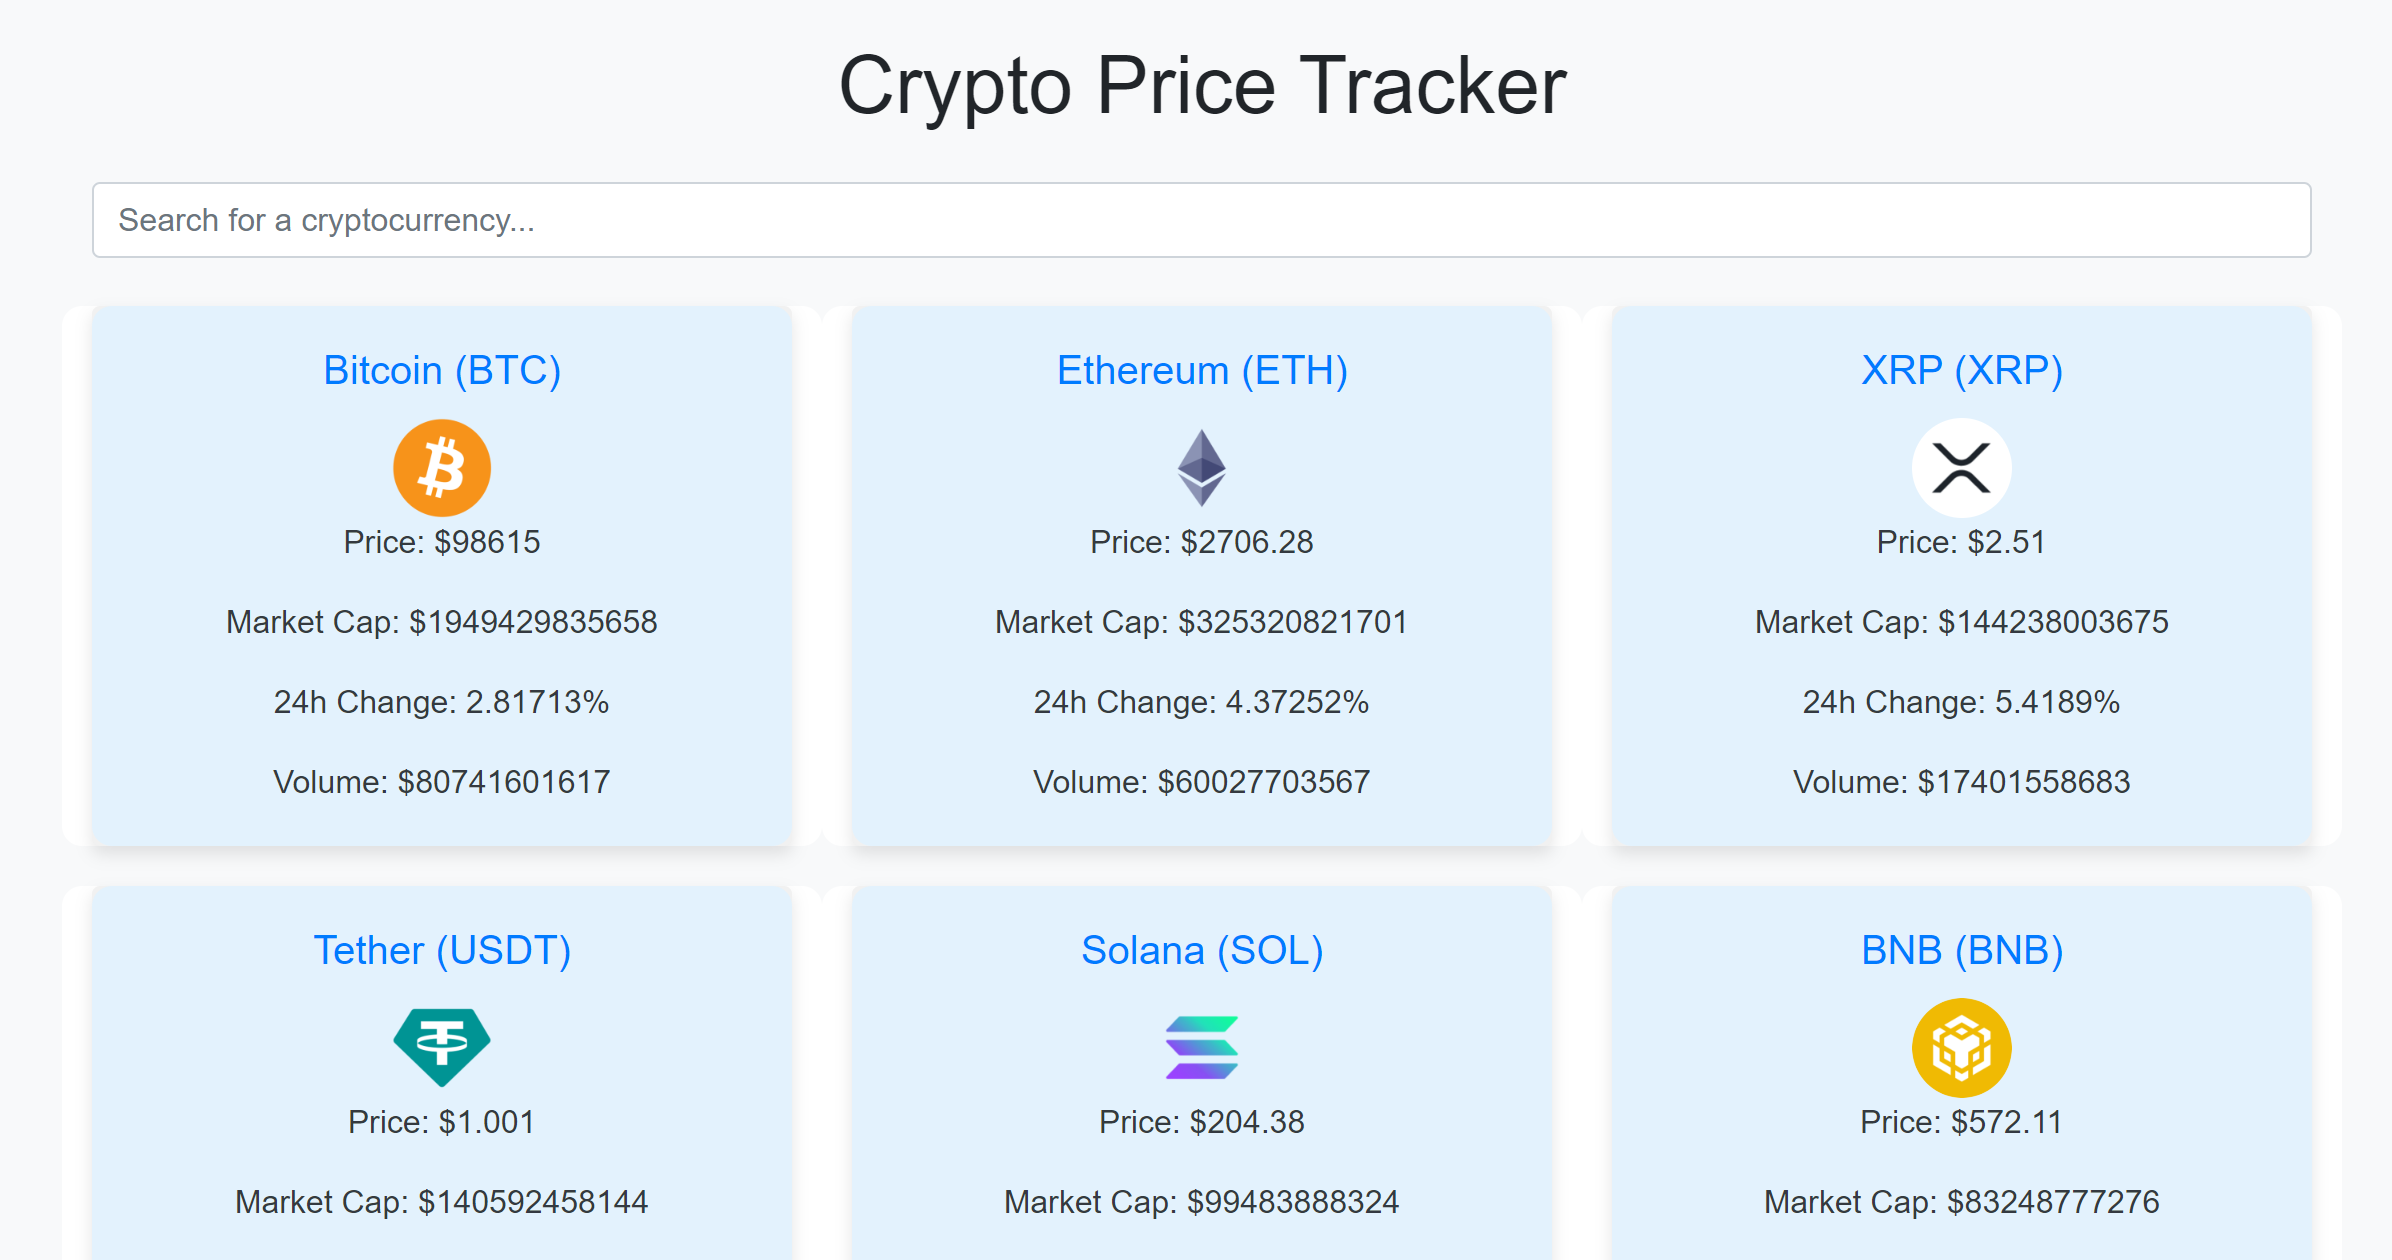 Crypto Price Tracker
Search for a cryptocurrency...
Bitcoin (BTC)
Price: $98615
Market Cap: $1949429835658
24h Change: 2.81713%
Volume: $80741601617
Ethereum (ETH)
Price: $2706.28
Market Cap: $325320821701
24h Change: 4.37252%
Volume: $60027703567
XRP (XRP)
Price: $2.51
Market Cap: $144238003675
24h Change: 5.4189%
Volume: $17401558683
Tether (USDT)
Price: $1.001
Market Cap: $140592458144
Solana (SOL)
Price: $204.38
Market Cap: $99483888324
BNB (BNB)
Price: $572.11
Market Cap: $83248777276